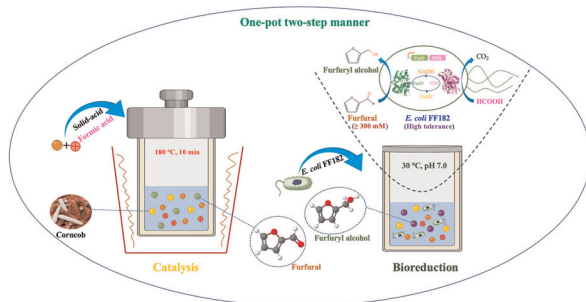 One-pot two-step manner
Furfuryl alcohol
Furfural
(≥ 300 mM)
NADH
NAD⁺
E. coli FF182
(High tolerance)
CO₂
HCOOH
Solid-acid
Formic acid
180 °C, 10 min
E. coli FF182
30 °C, pH 7.0
Corncob
Furfuryl alcohol
Furfural
Catalysis
Bioreduction